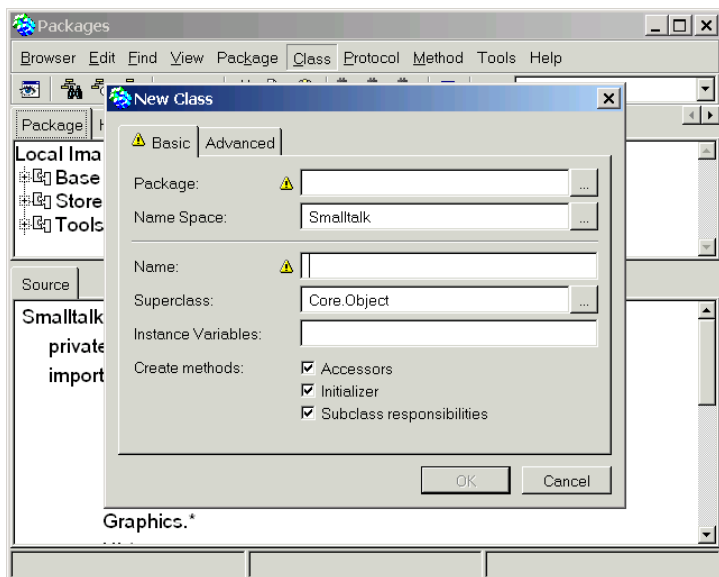 Packages
Browser Edit Find View Package Class Protocol Method Tools Help
New Class
Package
Basic Advanced
Local Ima
Base
Store
Tools
Package:
...
Name Space: Smalltalk ...
Name:
Superclass: Core.Object ...
Instance Variables:
Create methods: Accessors
Initializer
Subclass responsibilities
OK Cancel
Source
Smalltalk
private
import
Graphics.*